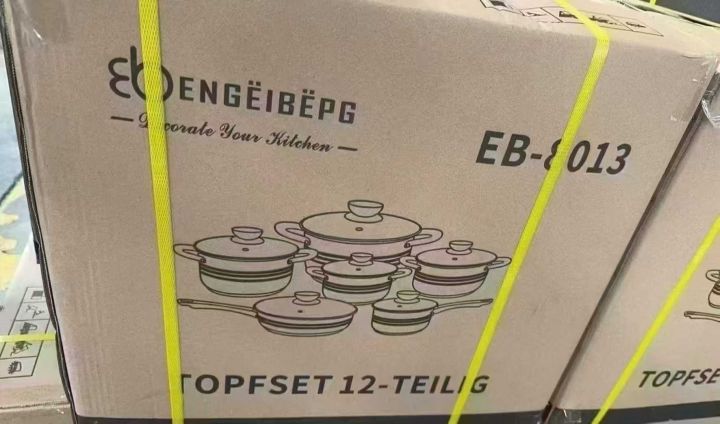 ENGËIBËPG
— Decorate Your Kitchen —
EB-8013
TOPFSET 12-TEILIG
TOPFSE